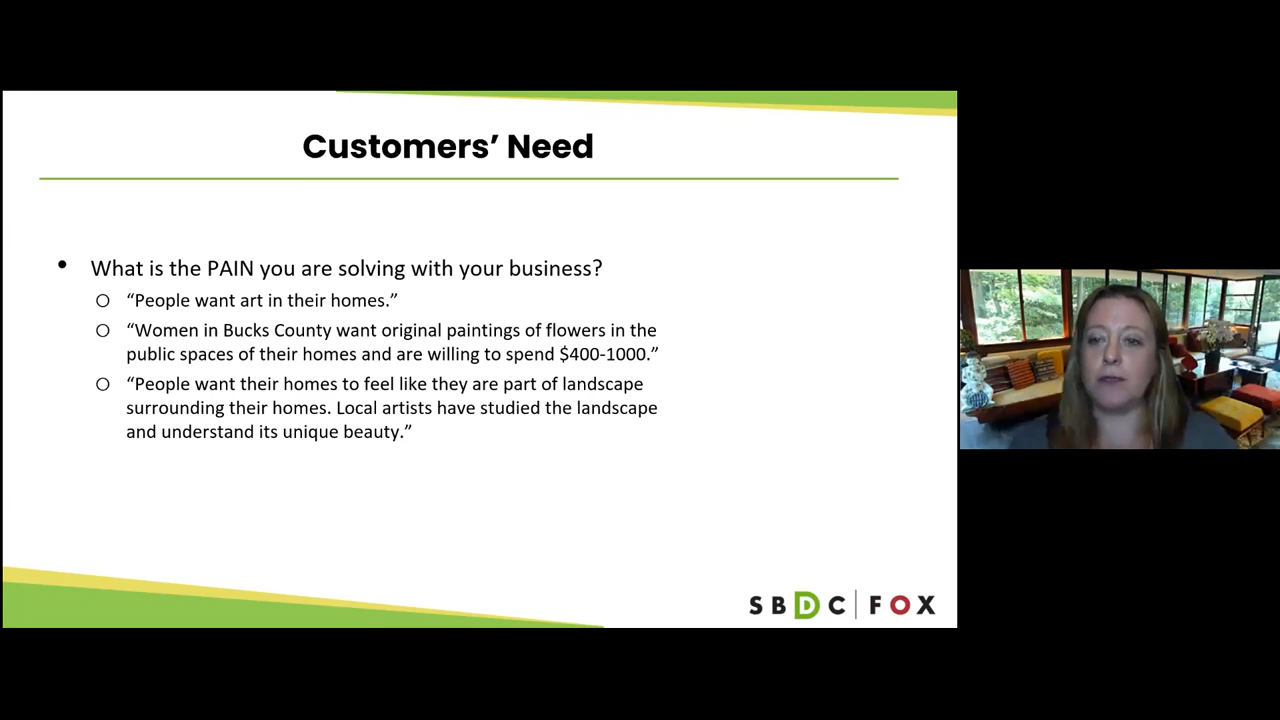 Customers’ Need
• What is the PAIN you are solving with your business?
○ “People want art in their homes.”
○ “Women in Bucks County want original paintings of flowers in the
public spaces of their homes and are willing to spend $400-1000.”
○ “People want their homes to feel like they are part of landscape
surrounding their homes. Local artists have studied the landscape
and understand its unique beauty.”
SBDC | FOX